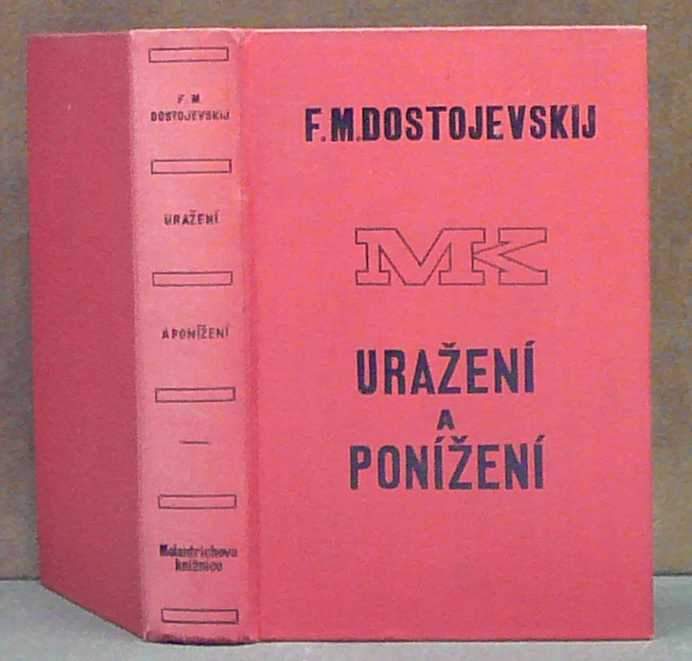 F. M.
DOSTOJEVSKIJ
URAŽENÍ
A PONÍŽENÍ
Melantrichova
knižnice
F.M.DOSTOJEVSKIJ
MK
URAŽENÍ
A
PONÍŽENÍ